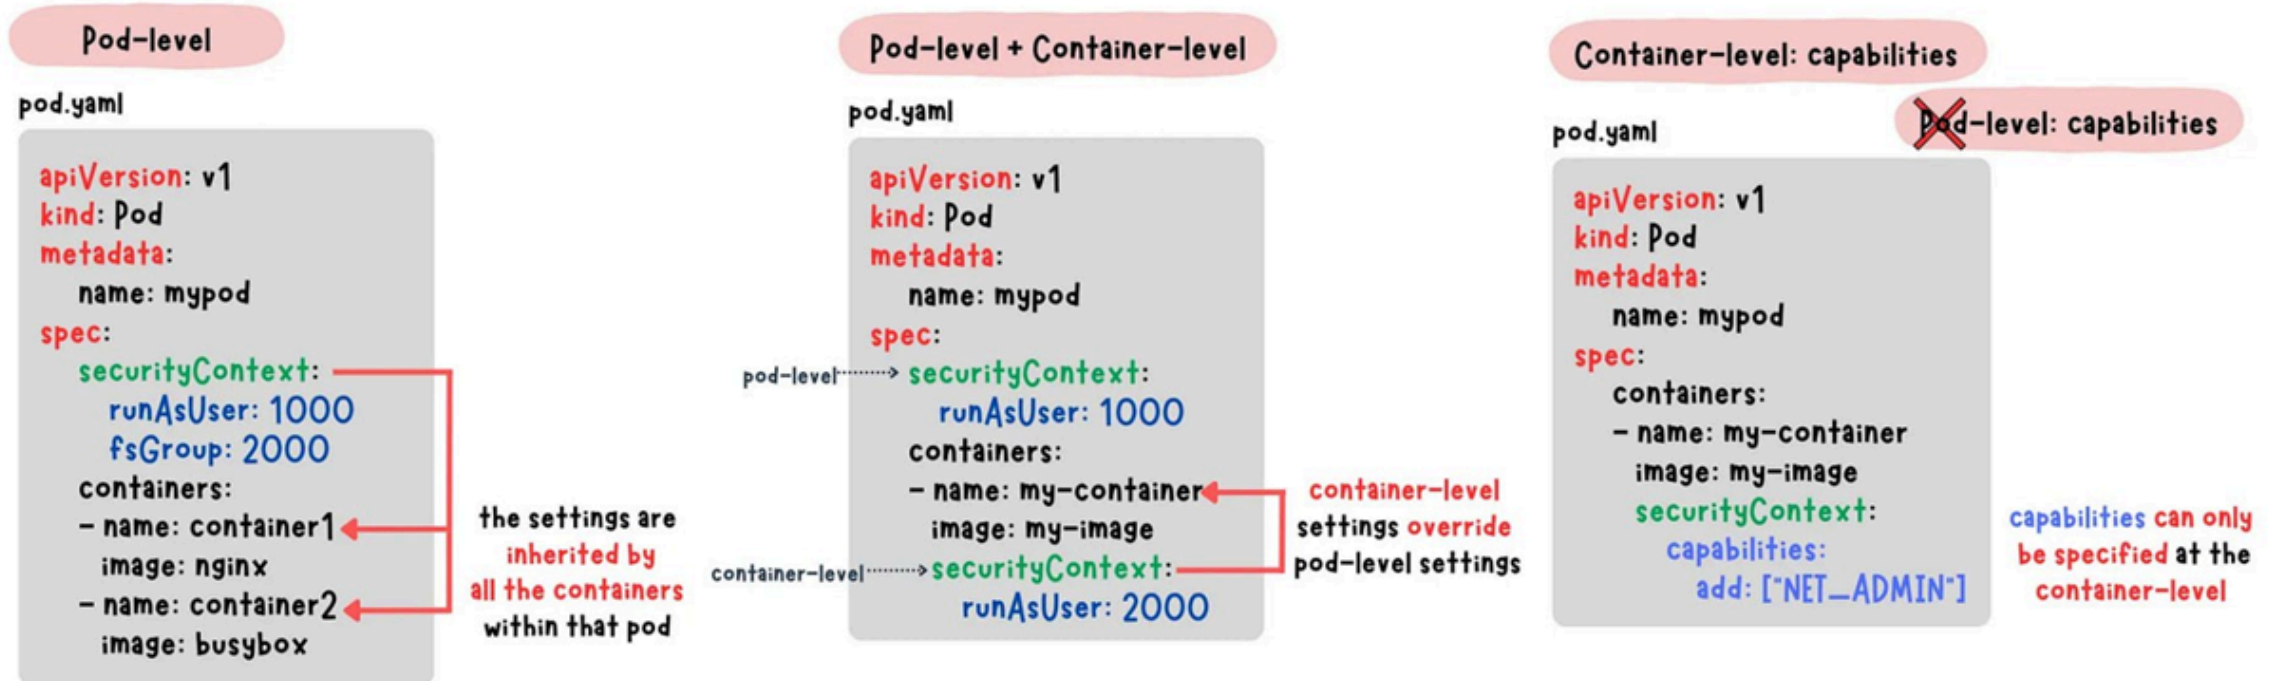 Pod-level
pod.yaml
apiVersion: v1
kind: Pod
metadata:
name: mypod
spec:
securityContext:
runAsUser: 1000
fsGroup: 2000
containers:
- name: container1
image: nginx
- name: container2
image: busybox
the settings are
inherited by
all the containers
within that pod
Pod-level + Container-level
pod.yaml
apiVersion: v1
kind: Pod
metadata:
name: mypod
spec:
pod-level
securityContext:
runAsUser: 1000
containers:
- name: my-container
image: my-image
container-level
securityContext:
runAsUser: 2000
container-level
settings override
pod-level settings
Container-level: capabilities
Pod-level: capabilities
pod.yaml
apiVersion: v1
kind: Pod
metadata:
name: mypod
spec:
containers:
- name: my-container
image: my-image
securityContext:
capabilities:
add: ["NET_ADMIN"]
capabilities can only
be specified at the
container-level